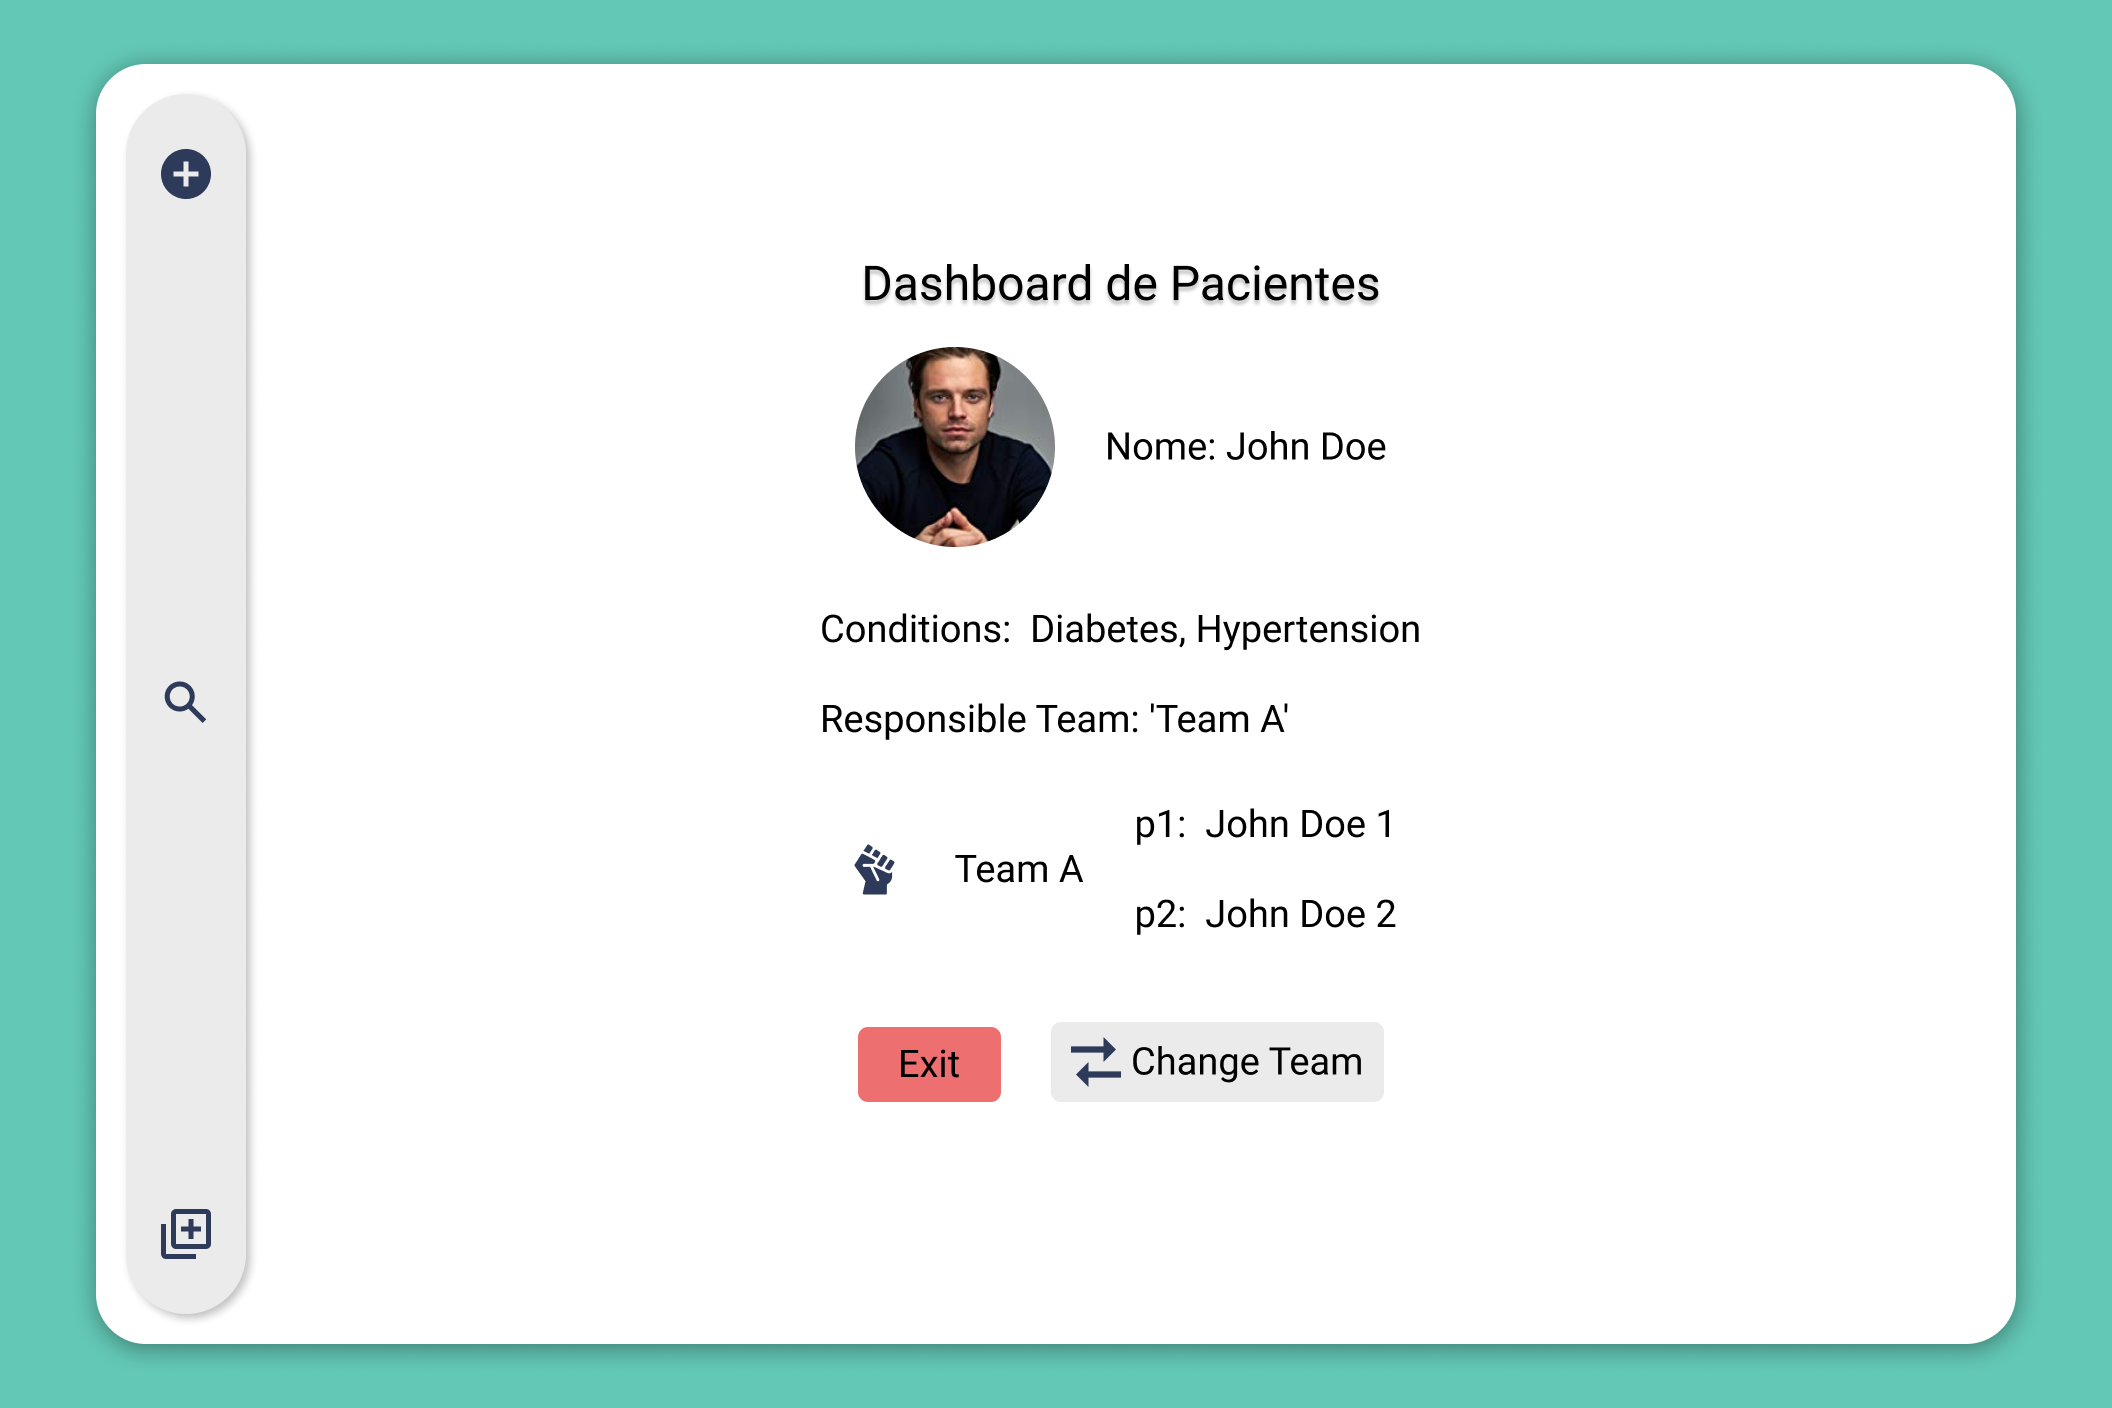 Dashboard de Pacientes
Nome: John Doe
Conditions:  Diabetes, Hypertension
Responsible Team: 'Team A'
p1:  John Doe 1
Team A
p2:  John Doe 2
Exit
Change Team